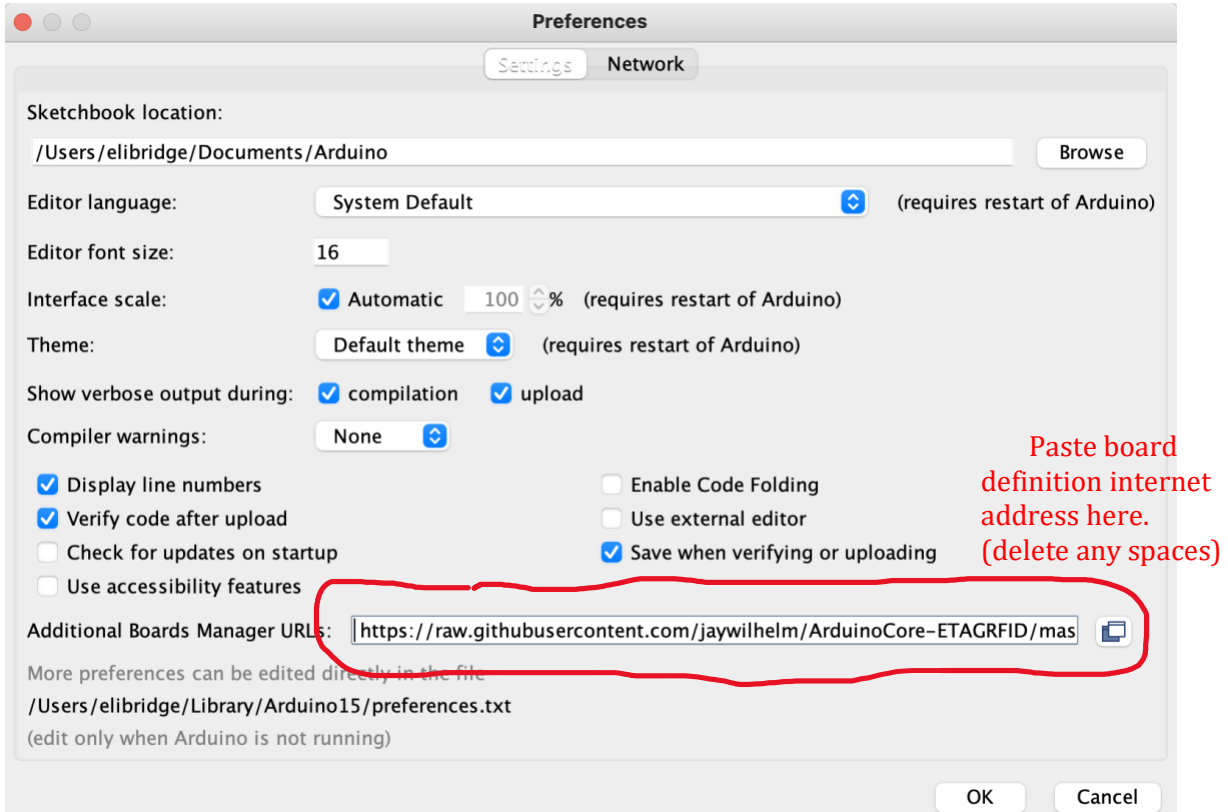 Preferences
Settings Network
Sketchbook location:
/Users/elibridge/Documents/Arduino Browse
Editor language: System Default (requires restart of Arduino)
Editor font size: 16
Interface scale: Automatic 100 % (requires restart of Arduino)
Theme: Default theme (requires restart of Arduino)
Show verbose output during: compilation upload
Compiler warnings: None
Display line numbers Enable Code Folding
Verify code after upload Use external editor
Check for updates on startup Save when verifying or uploading
Use accessibility features
Paste board
definition internet
address here.
(delete any spaces)
Additional Boards Manager URLs: https://raw.githubusercontent.com/jaywilhelm/ArduinoCore-ETAGRFID/mas
More preferences can be edited directly in the file
/Users/elibridge/Library/Arduino15/preferences.txt
(edit only when Arduino is not running)
OK Cancel